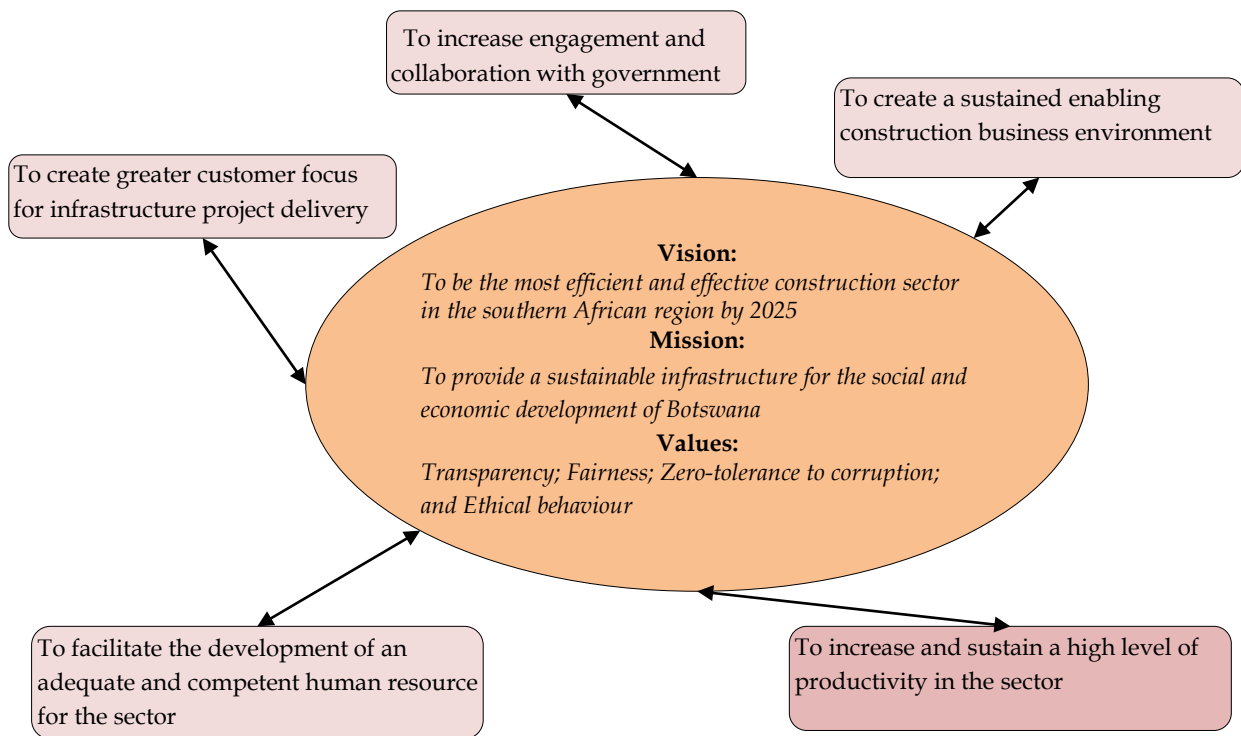 To increase engagement and
collaboration with government
To create a sustained enabling
construction business environment
To create greater customer focus
for infrastructure project delivery
Vision:
To be the most efficient and effective construction sector
in the southern African region by 2025
Mission:
To provide a sustainable infrastructure for the social and
economic development of Botswana
Values:
Transparency; Fairness; Zero-tolerance to corruption;
and Ethical behaviour
To facilitate the development of an
adequate and competent human resource
for the sector
To increase and sustain a high level of
productivity in the sector